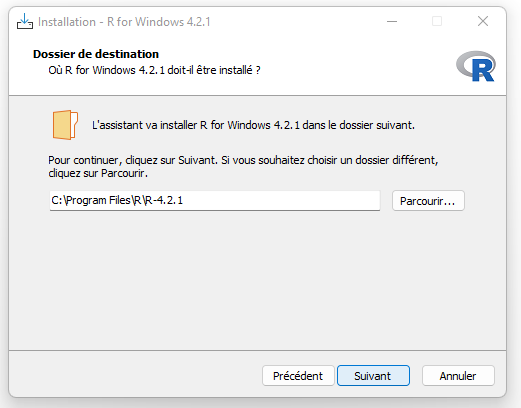 Installation - R for Windows 4.2.1
Dossier de destination
Où R for Windows 4.2.1 doit-il être installé ?
R
L'assistant va installer R for Windows 4.2.1 dans le dossier suivant.
Pour continuer, cliquez sur Suivant. Si vous souhaitez choisir un dossier différent,
cliquez sur Parcourir.
C:\Program Files\R\R-4.2.1
Parcourir...
Précédent
Suivant
Annuler